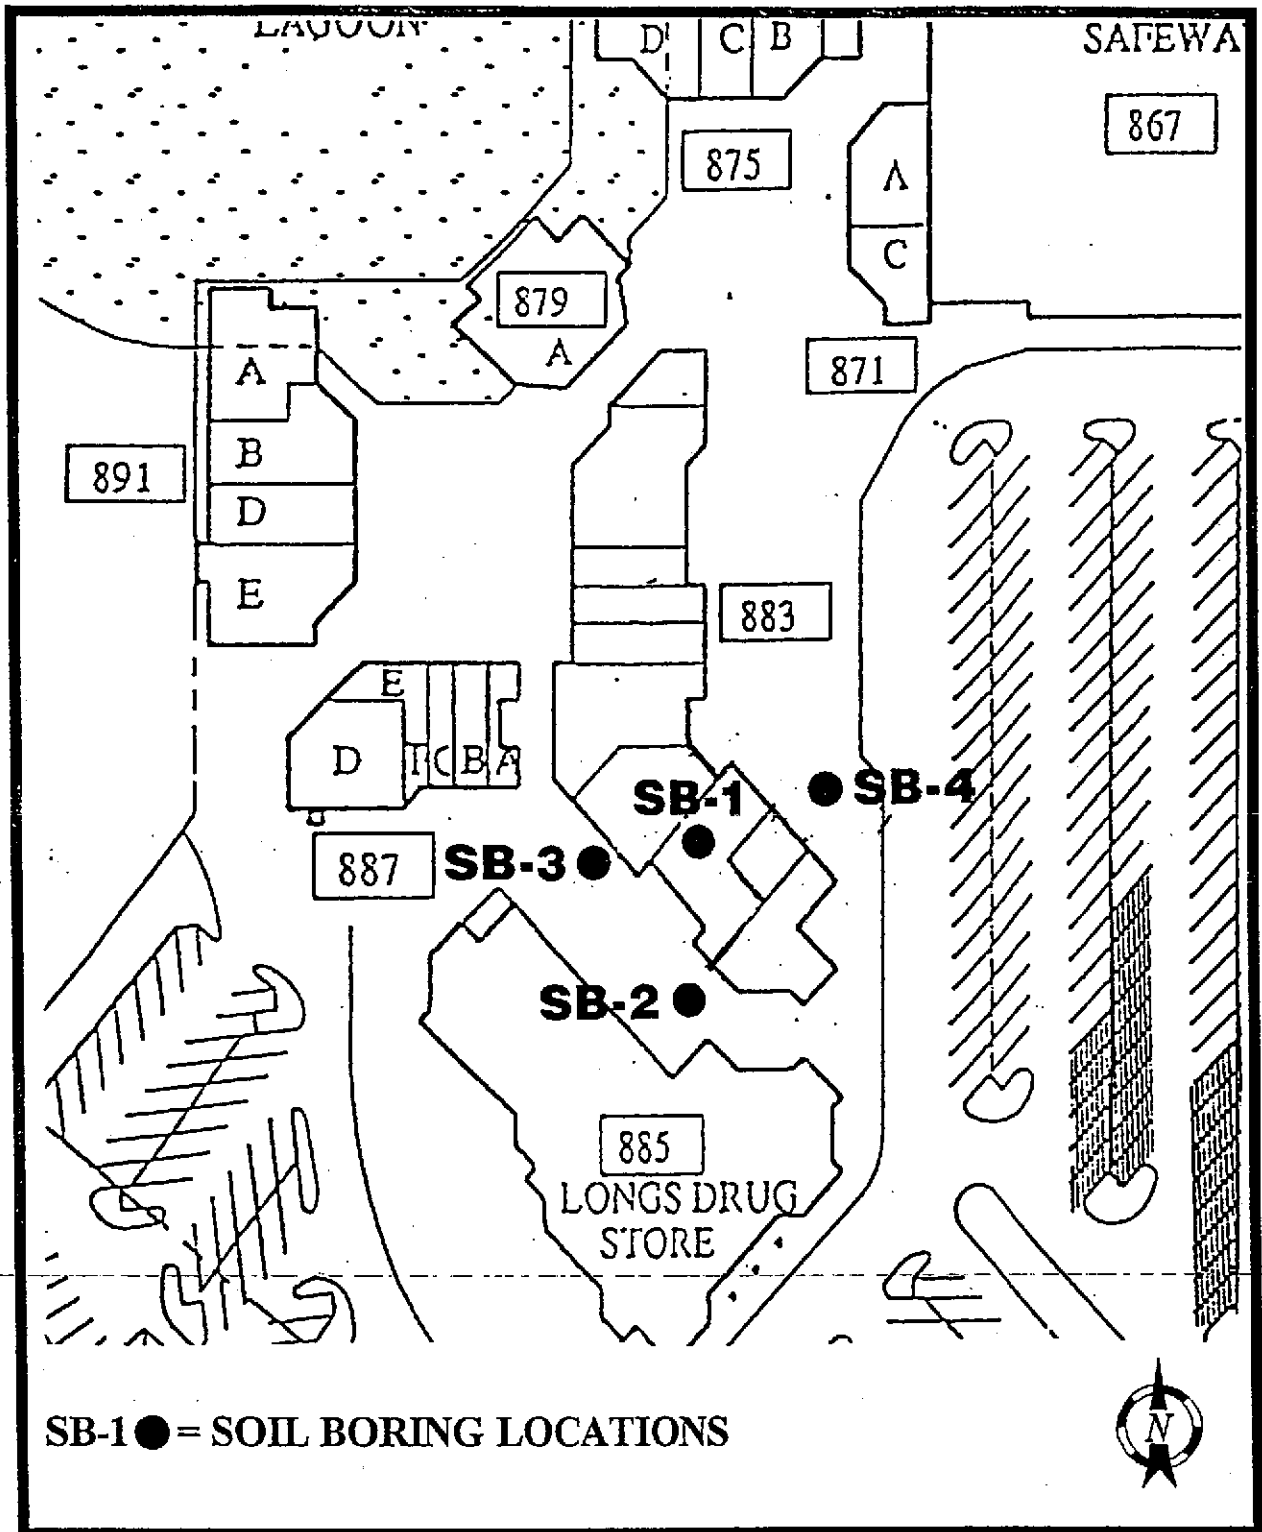 LAGOON
D C B
SAFEWA
867
875
A
C
879
A
871
A
B
891
D
E
883
E
D C B A
SB-1
SB-4
887
SB-3
SB-2
885
LONGS DRUG
STORE
SB-1 = SOIL BORING LOCATIONS
N